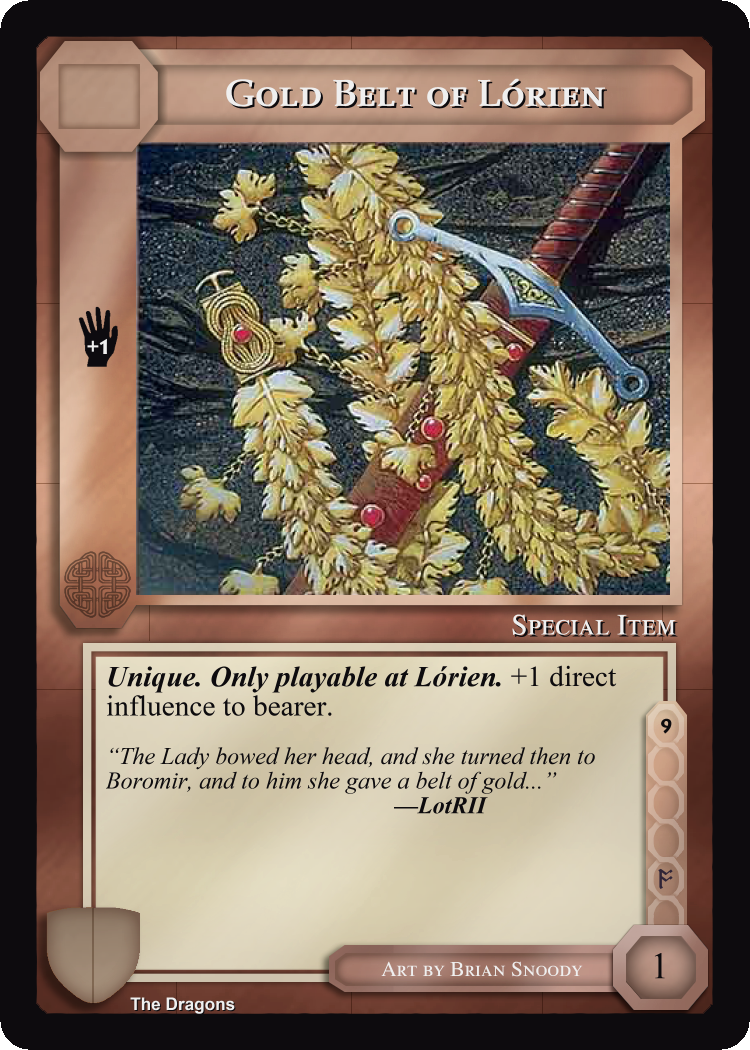 Gold Belt of Lórien
+1
Special Item
Unique. Only playable at Lórien. +1 direct
influence to bearer.
“The Lady bowed her head, and she turned then to
Boromir, and to him she gave a belt of gold...”
—LotRII
9
ᚩ
Art by Brian Snoody
1
The Dragons